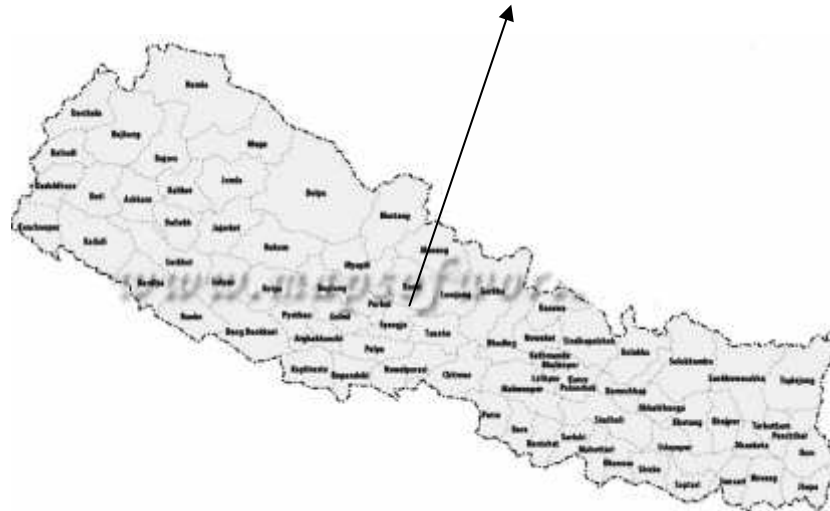 Humla
Darchula
Bajhang
Mugu
Baitadi
Bajura
Jumla
Dadeldhura
Doti
Achham
Kalikot
Dolpa
Mustang
Kanchanpur
Kailali
Dailekh
Jajarkot
Manang
Rukum
Surkhet
Myagdi
Kaski
Lamjung
Gorkha
Bardiya
Salyan
Rolpa
Baglung
Parbat
www.mapsofwor
Rasuwa
Banke
Pyuthan
Gulmi
Syangja
Tanahu
Dang Deukhuri
Arghakhanchi
Palpa
Dhading
Nuwakot
Sindhupalchok
Kathmandu
Bhaktapur
Dolakha
Solukhumbu
Kapilvastu
Rupandehi
Nawalparasi
Chitwan
Makwanpur
Lalitpur
Kavre
Palanchok
Ramechhap
Sankhuwasabha
Taplejung
Okhaldhunga
Parsa
Bara
Sindhuli
Khotang
Bhojpur
Terhathum
Panchthar
Rautahat
Sarlahi
Mahottari
Udayapur
Dhankuta
Ilam
Dhanusa
Siraha
Saptari
Sunsari
Morang
Jhapa